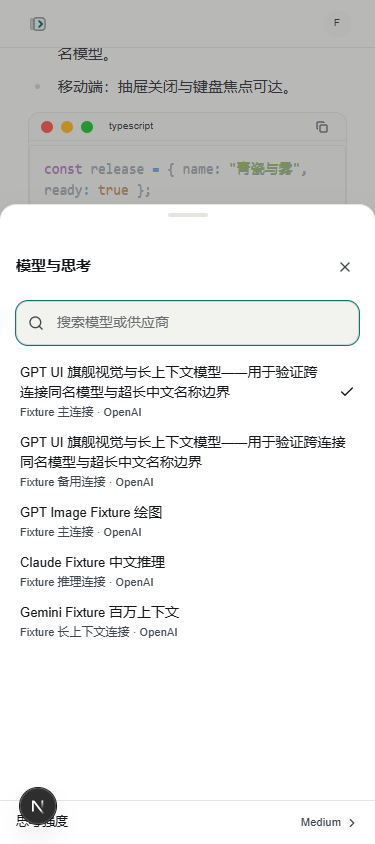 F
名模型。
移动端：抽屉关闭与键盘焦点可达。
typescript
const release = { name: "青瓷与雾",
ready: true };
模型与思考
搜索模型或供应商
GPT UI 旗舰视觉与长上下文模型——用于验证跨
连接同名模型与超长中文名称边界
Fixture 主连接 · OpenAI
GPT UI 旗舰视觉与长上下文模型——用于验证跨连接
同名模型与超长中文名称边界
Fixture 备用连接 · OpenAI
GPT Image Fixture 绘图
Fixture 主连接 · OpenAI
Claude Fixture 中文推理
Fixture 推理连接 · OpenAI
Gemini Fixture 百万上下文
Fixture 长上下文连接 · OpenAI
N
思考强度 Medium